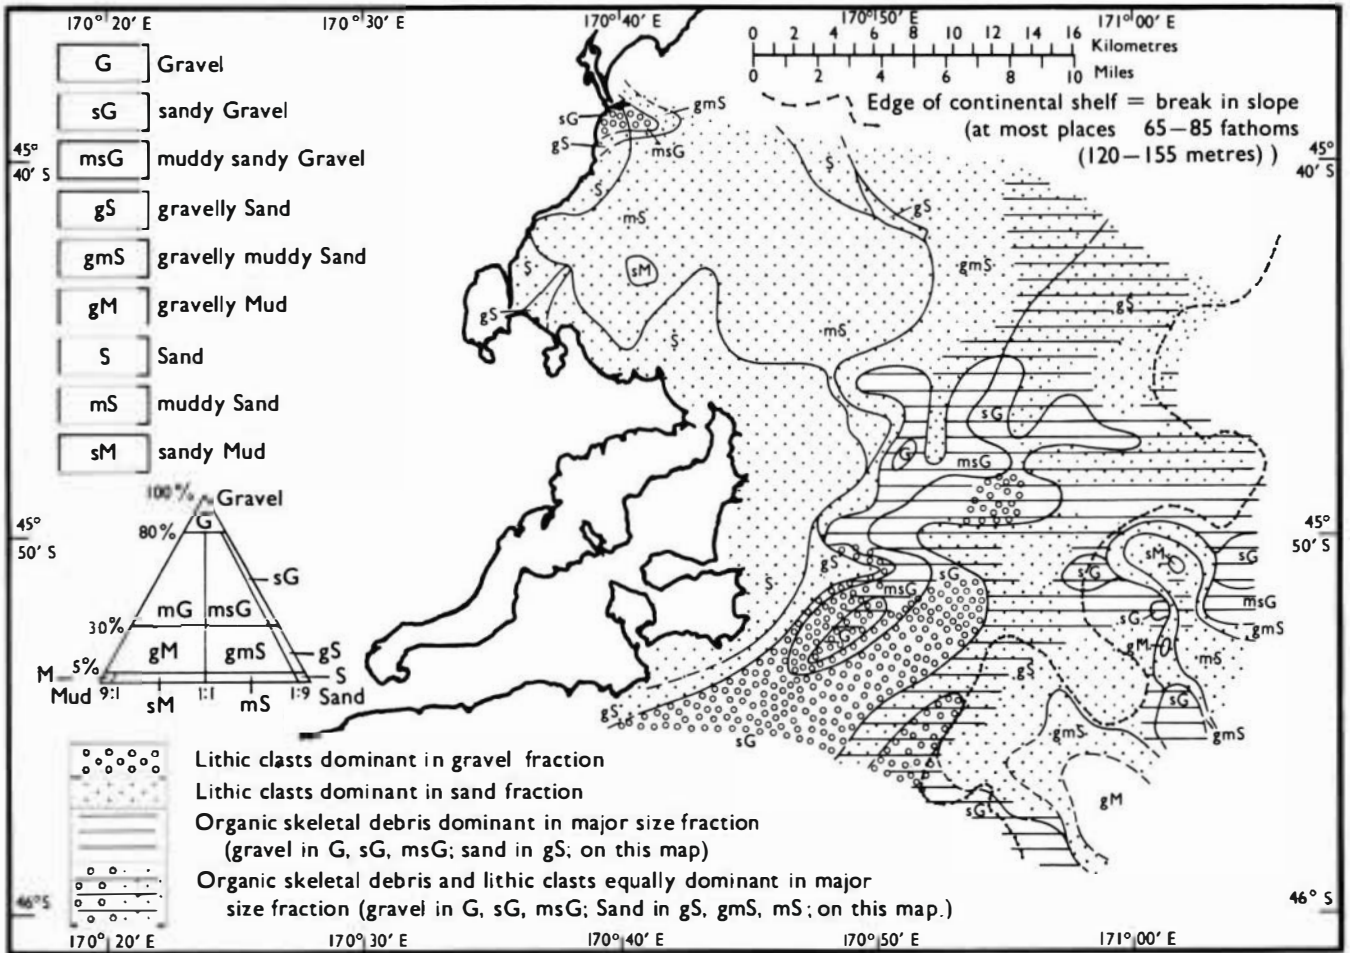 170° 20' E
170° 30' E
170° 40' E
170° 50' E
171° 00' E
G Gravel
sG sandy Gravel
msG muddy sandy Gravel
gS gravelly Sand
gmS gravelly muddy Sand
gM gravelly Mud
S Sand
mS muddy Sand
sM sandy Mud
0 2 4 6 8 10 12 14 16
Kilometres
0 2 4 6 8 10
Miles
Edge of continental shelf = break in slope
(at most places 65–85 fathoms
(120–155 metres) )
45°
40' S
45°
40' S
sG
gmS
gS
msG
S
S
gS
mS
sM
S
gS
gmS
gS
mS
S
sG
G
msG
100%
Gravel
G
80%
sG
mG
msG
30%
gM
gmS
gS
M
5%
S
Mud
9:1
1:1
1:9
Sand
sM
mS
45°
50' S
45°
50' S
sM
sG
sG
gS
msG
sG
S
G
msG
gmS
sG
gM
mS
gS
sG
gS
gmS
gmS
sG
gM
sG
Lithic clasts dominant in gravel fraction
Lithic clasts dominant in sand fraction
Organic skeletal debris dominant in major size fraction
(gravel in G, sG, msG; sand in gS; on this map)
Organic skeletal debris and lithic clasts equally dominant in major
size fraction (gravel in G, sG, msG; Sand in gS, gmS, mS; on this map.)
46°S
46° S
170° 20' E
170° 30' E
170° 40' E
170° 50' E
171° 00' E